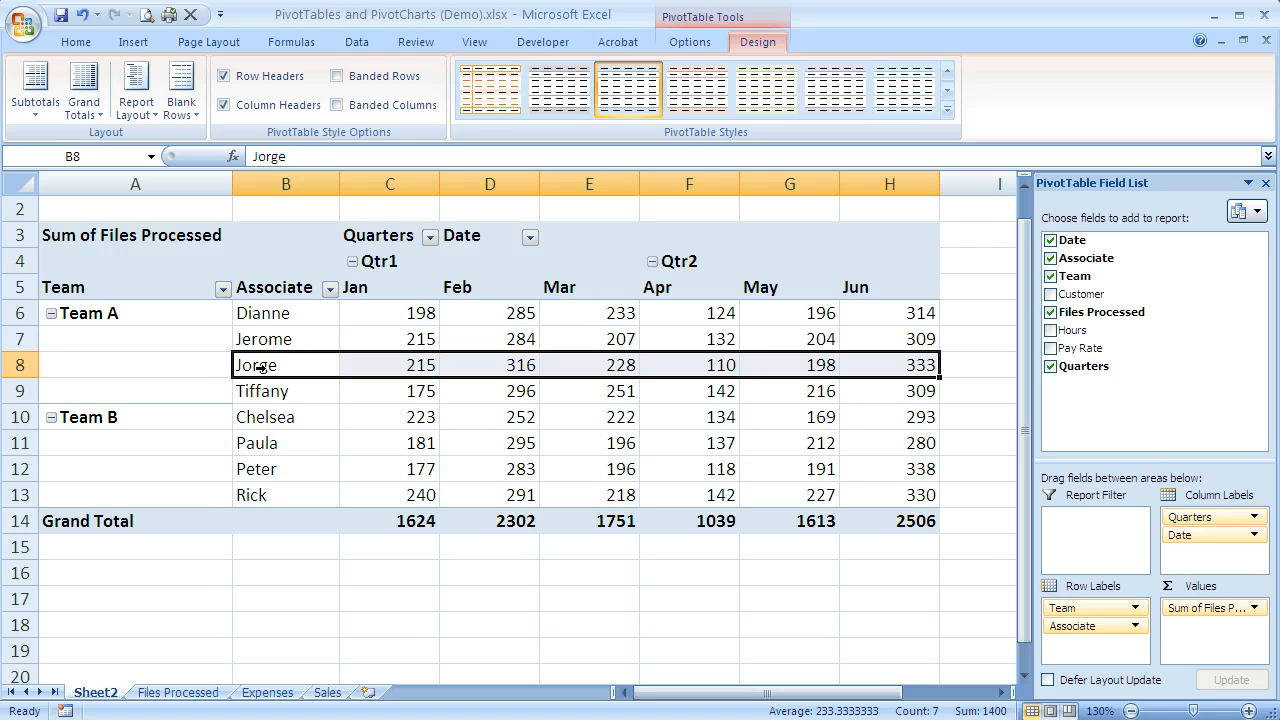 PivotTables and PivotCharts (Demo).xlsx - Microsoft Excel
PivotTable Tools
Home Insert Page Layout Formulas Data Review View Developer Acrobat Options Design
Subtotals
Grand Totals
Report Layout
Blank Rows
Layout
Row Headers
Banded Rows
Column Headers
Banded Columns
PivotTable Style Options
PivotTable Styles
B8 fx Jorge
A B C D E F G H I
2
3 Sum of Files Processed Quarters Date
4 Qtr1 Qtr2
5 Team Associate Jan Feb Mar Apr May Jun
6 Team A Dianne 198 285 233 124 196 314
7 Jerome 215 284 207 132 204 309
8 Jorge 215 316 228 110 198 333
9 Tiffany 175 296 251 142 216 309
10 Team B Chelsea 223 252 222 134 169 293
11 Paula 181 295 196 137 212 280
12 Peter 177 283 196 118 191 338
13 Rick 240 291 218 142 227 330
14 Grand Total 1624 2302 1751 1039 1613 2506
15
16
17
18
19
20
PivotTable Field List
Choose fields to add to report:
Date
Associate
Team
Customer
Files Processed
Hours
Pay Rate
Quarters
Drag fields between areas below:
Report Filter
Column Labels
Quarters
Date
Row Labels
Σ Values
Team
Associate
Sum of Files P...
Defer Layout Update
Update
Sheet2 Files Processed Expenses Sales
Ready Average: 233.3333333 Count: 7 Sum: 1400 130%